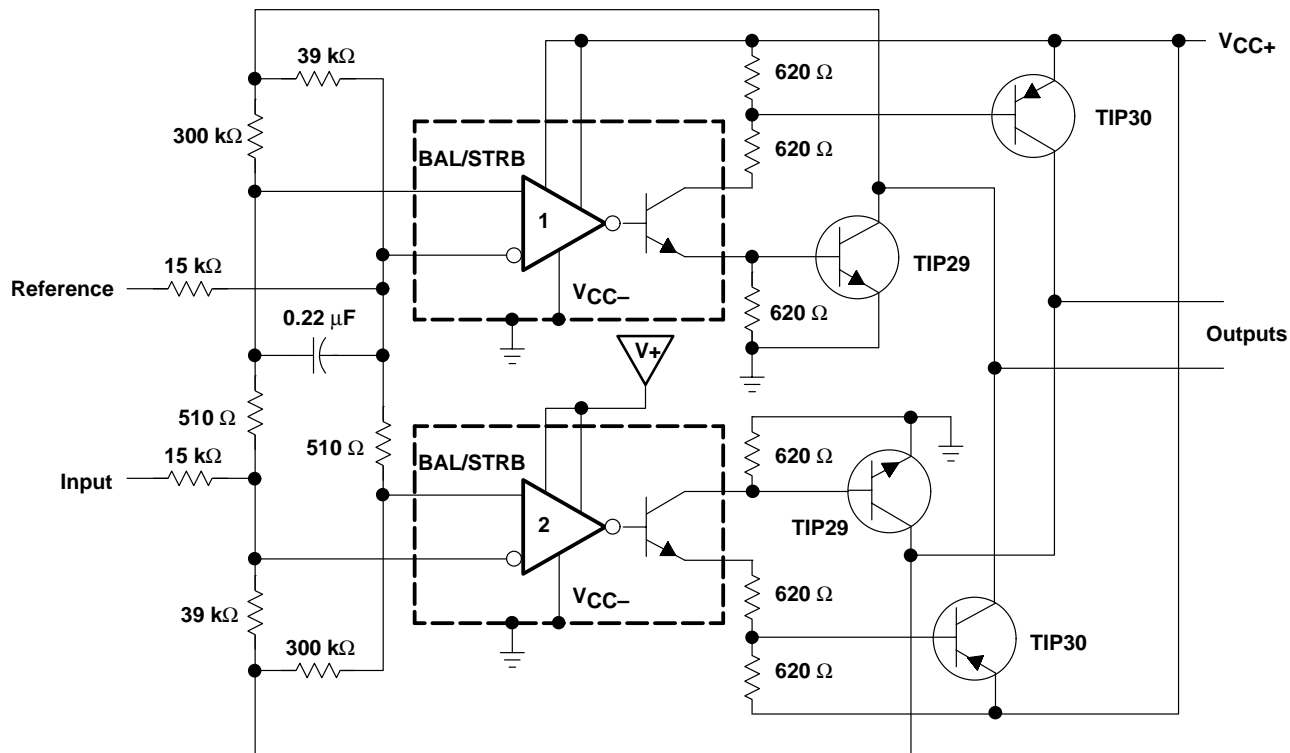 39 kΩ
VCC+
620 Ω
TIP30
300 kΩ
BAL/STRB
620 Ω
1
15 kΩ
TIP29
Reference
VCC–
620 Ω
0.22 µF
Outputs
V+
510 Ω
15 kΩ
510 Ω
BAL/STRB
620 Ω
Input
2
TIP29
VCC–
620 Ω
39 kΩ
300 kΩ
TIP30
620 Ω